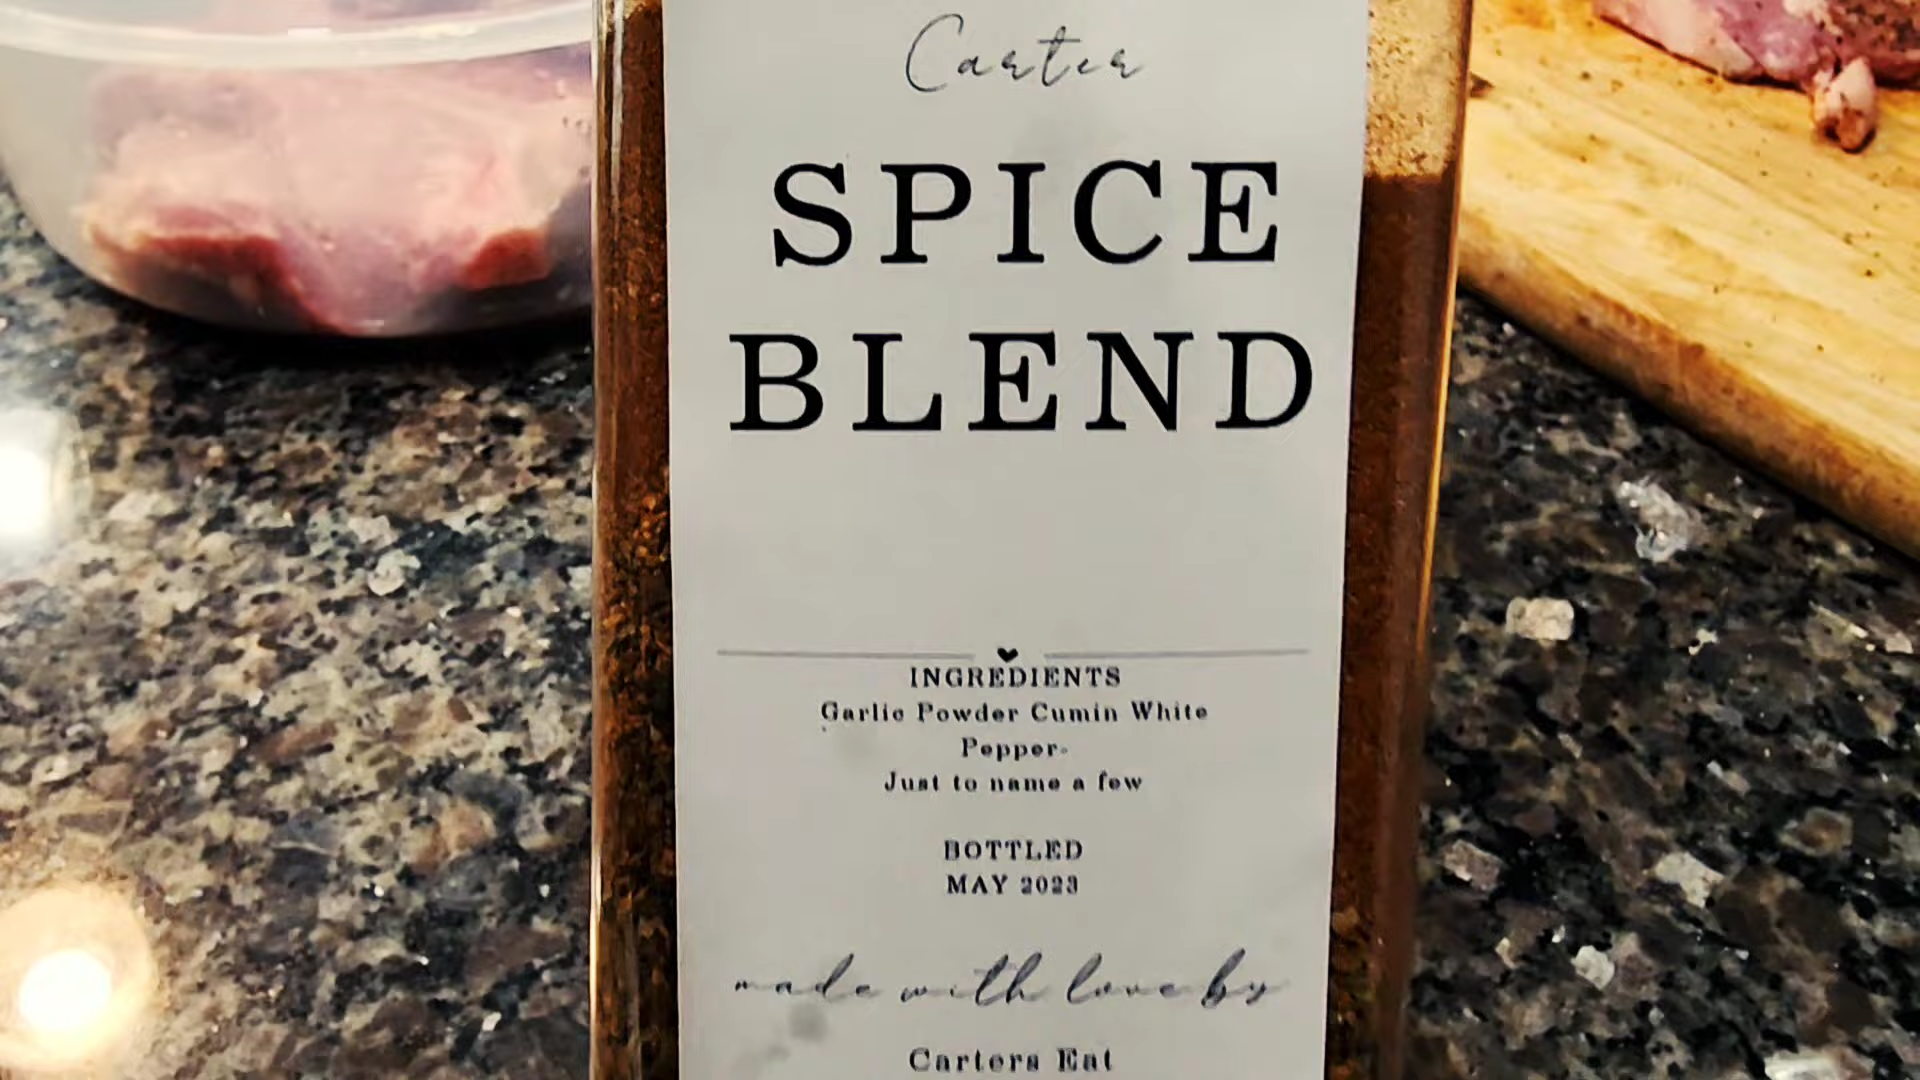 Carter
SPICE
BLEND
INGREDIENTS
Garlic Powder Cumin White
Pepper-
Just to name a few
BOTTLED
MAY 2023
made with love by
Carters Eat